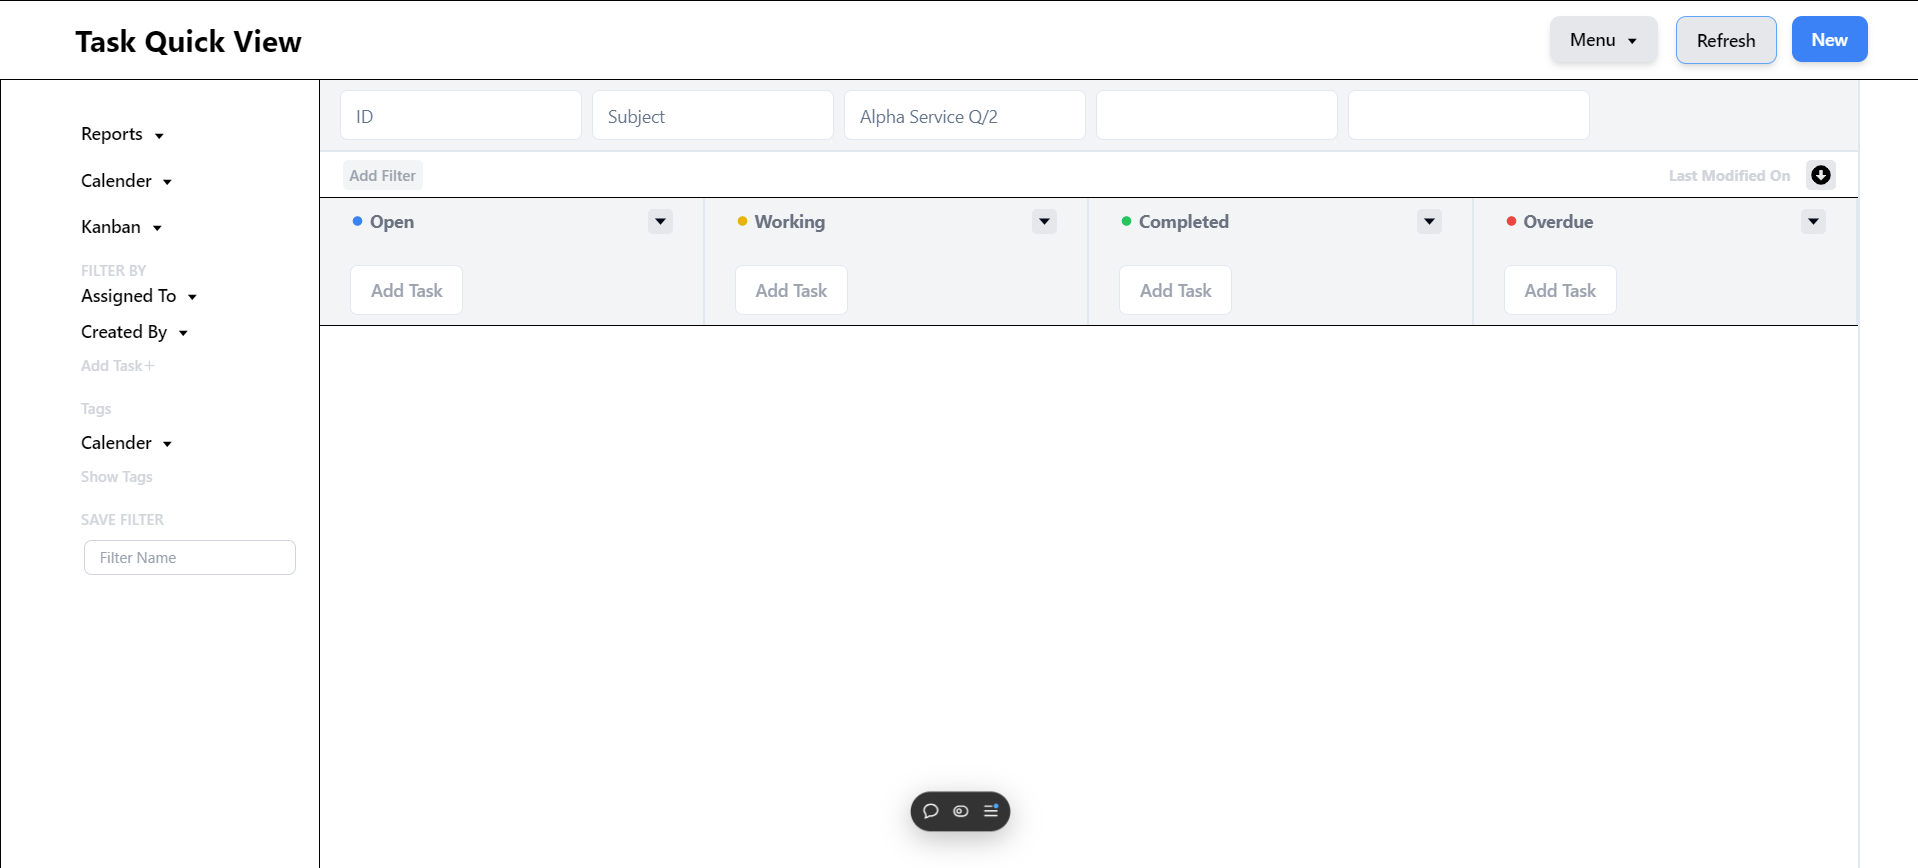 Task Quick View
Menu
Refresh
New
Reports
Calender
Kanban
FILTER BY
Assigned To
Created By
Add Task+
Tags
Calender
Show Tags
SAVE FILTER
Filter Name
ID
Subject
Alpha Service Q/2
Add Filter
Last Modified On
Open
Working
Completed
Overdue
Add Task
Add Task
Add Task
Add Task